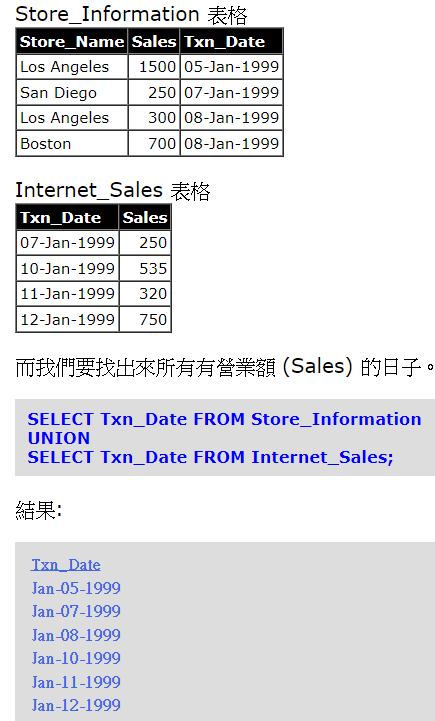 Store_Information 表格
Store_Name Sales Txn_Date
Los Angeles 1500 05-Jan-1999
San Diego 250 07-Jan-1999
Los Angeles 300 08-Jan-1999
Boston 700 08-Jan-1999
Internet_Sales 表格
Txn_Date Sales
07-Jan-1999 250
10-Jan-1999 535
11-Jan-1999 320
12-Jan-1999 750
而我們要找出來所有有營業額 (Sales) 的日子。
SELECT Txn_Date FROM Store_Information
UNION
SELECT Txn_Date FROM Internet_Sales;
結果:
Txn_Date
Jan-05-1999
Jan-07-1999
Jan-08-1999
Jan-10-1999
Jan-11-1999
Jan-12-1999